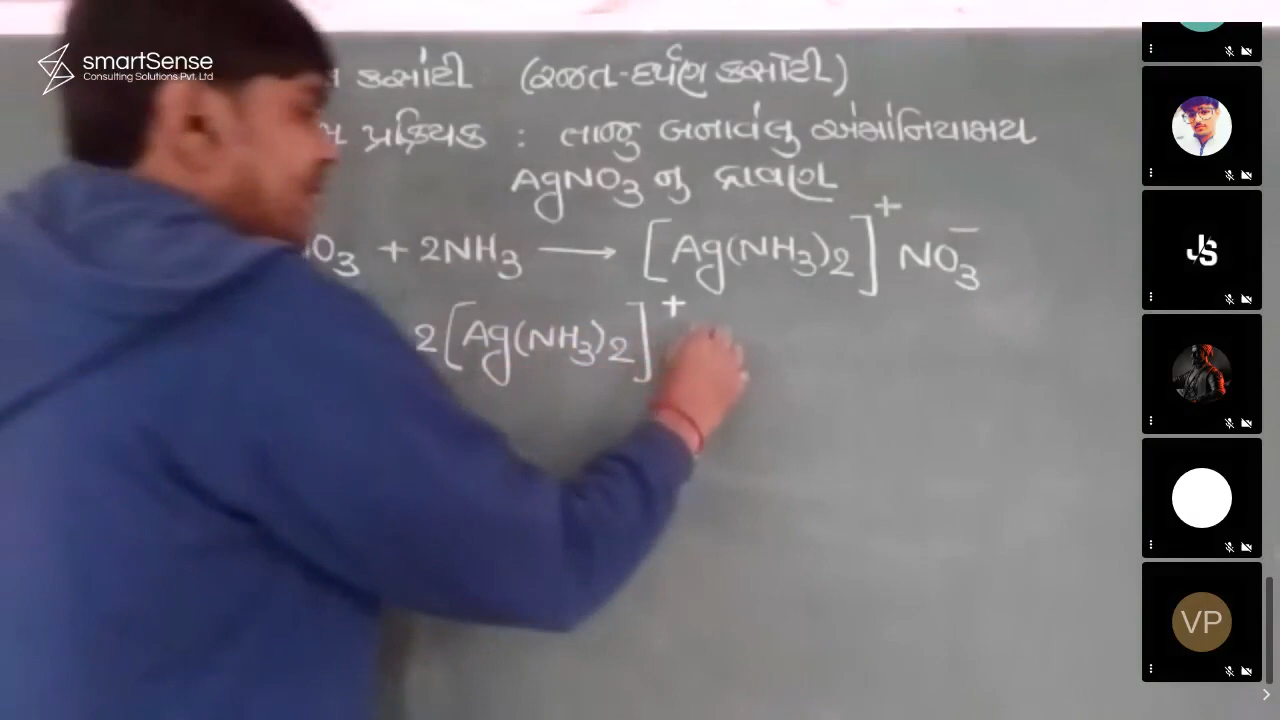 smartSense
Consulting Solutions Pvt. Ltd
કસોટી (રજત-દર્પણ કસૉટી)
પ્રક્રિયક : તાજુ બનાવેલુ એમોનિયામય
AgNO3 નુ દ્રાવણ
O3 + 2NH3 → [Ag(NH3)2]+ NO3−
2[Ag(NH3)2]+
JS
VP